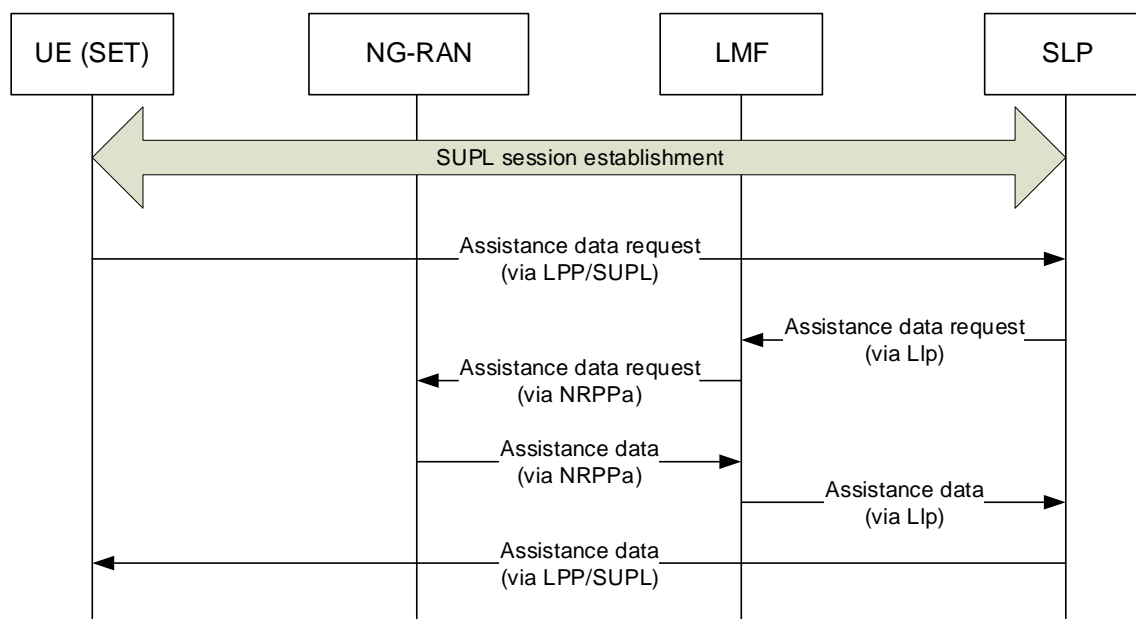 UE (SET)
NG-RAN
LMF
SLP
SUPL session establishment
Assistance data request
(via LPP/SUPL)
Assistance data request
(via Llp)
Assistance data request
(via NRPPa)
Assistance data
(via NRPPa)
Assistance data
(via Llp)
Assistance data
(via LPP/SUPL)